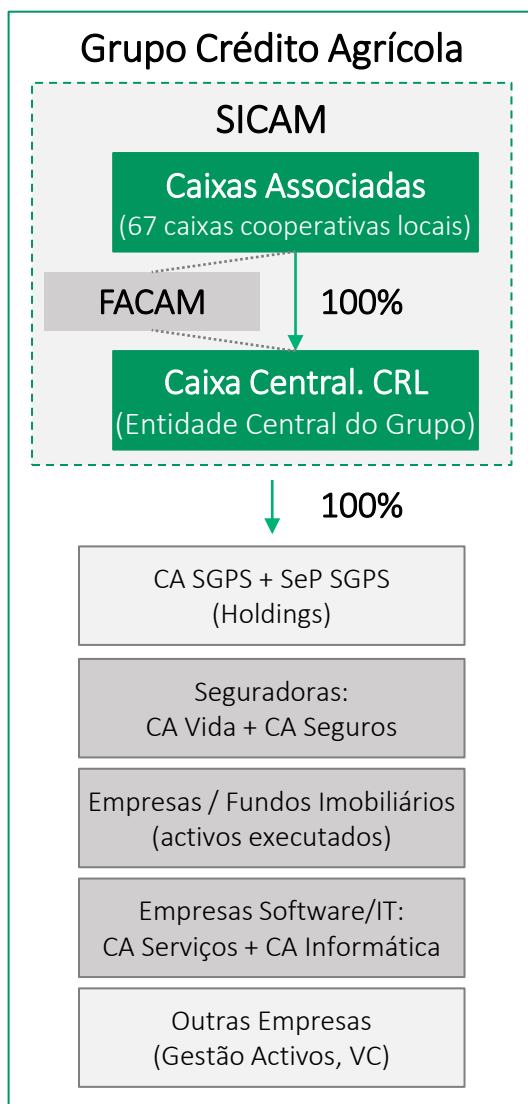 Grupo Crédito Agrícola
SICAM
Caixas Associadas
(67 caixas cooperativas locais)
FACAM
100%
Caixa Central. CRL
(Entidade Central do Grupo)
100%
CA SGPS + SeP SGPS
(Holdings)
Seguradoras:
CA Vida + CA Seguros
Empresas / Fundos Imobiliários
(activos executados)
Empresas Software/IT:
CA Serviços + CA Informática
Outras Empresas
(Gestão Activos, VC)